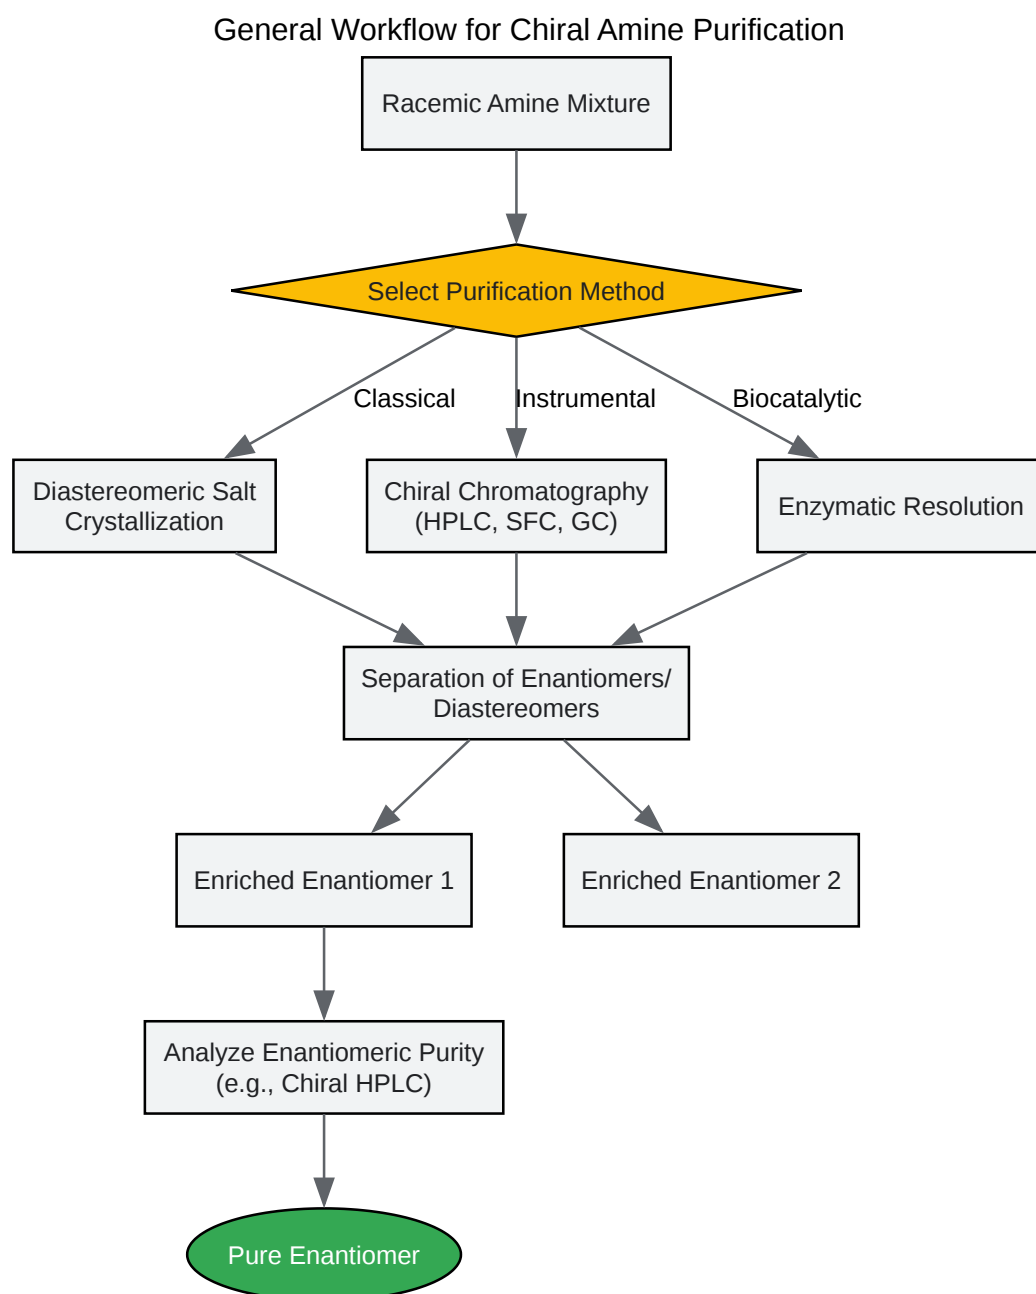 General Workflow for Chiral Amine Purification
Racemic Amine Mixture
Select Purification Method
Classical
Instrumental
Biocatalytic
Diastereomeric Salt
Crystallization
Chiral Chromatography
(HPLC, SFC, GC)
Enzymatic Resolution
Separation of Enantiomers/
Diastereomers
Enriched Enantiomer 1
Enriched Enantiomer 2
Analyze Enantiomeric Purity
(e.g., Chiral HPLC)
Pure Enantiomer